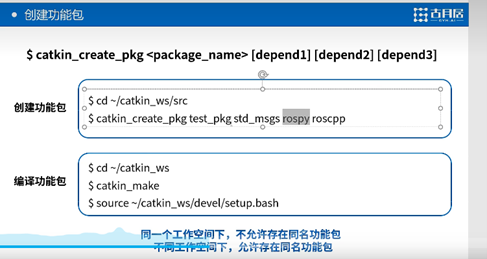 • 创建功能包
古月居
$ catkin_create_pkg <package_name> [depend1] [depend2] [depend3]
创建功能包
$ cd ~/catkin_ws/src
$ catkin_create_pkg test_pkg std_msgs rospy roscpp
编译功能包
$ cd ~/catkin_ws
$ catkin_make
$ source ~/catkin_ws/devel/setup.bash
同一个工作空间下，不允许存在同名功能包
不同工作空间下，允许存在同名功能包